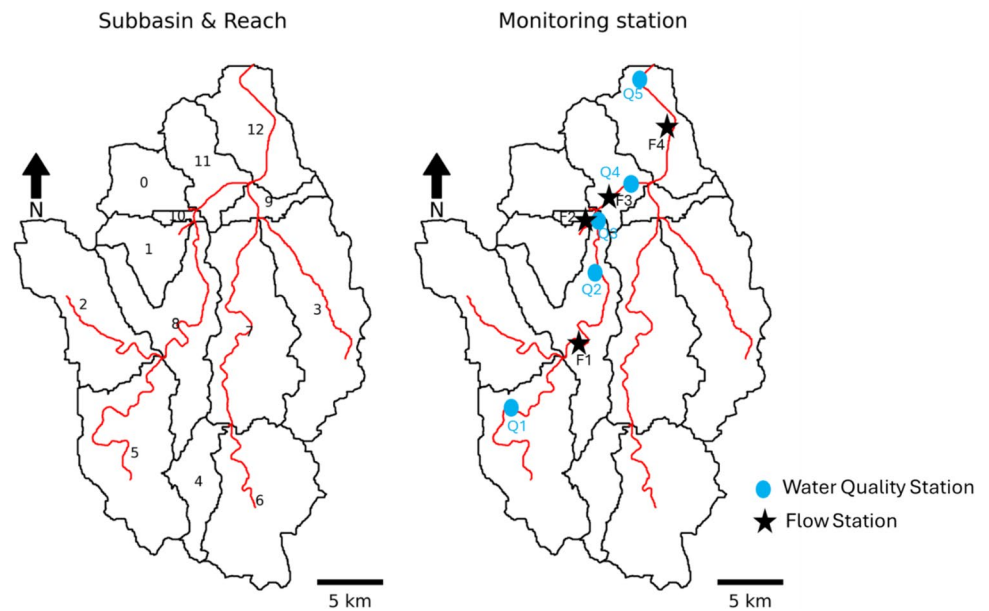 Subbasin & Reach
12
11
0
N
9
10
1
2
3
8
7
5
4
6
5 km
Monitoring station
Q5
F4
Q4
N
F3
F2
Q3
Q2
F1
Q1
Water Quality Station
Flow Station
5 km